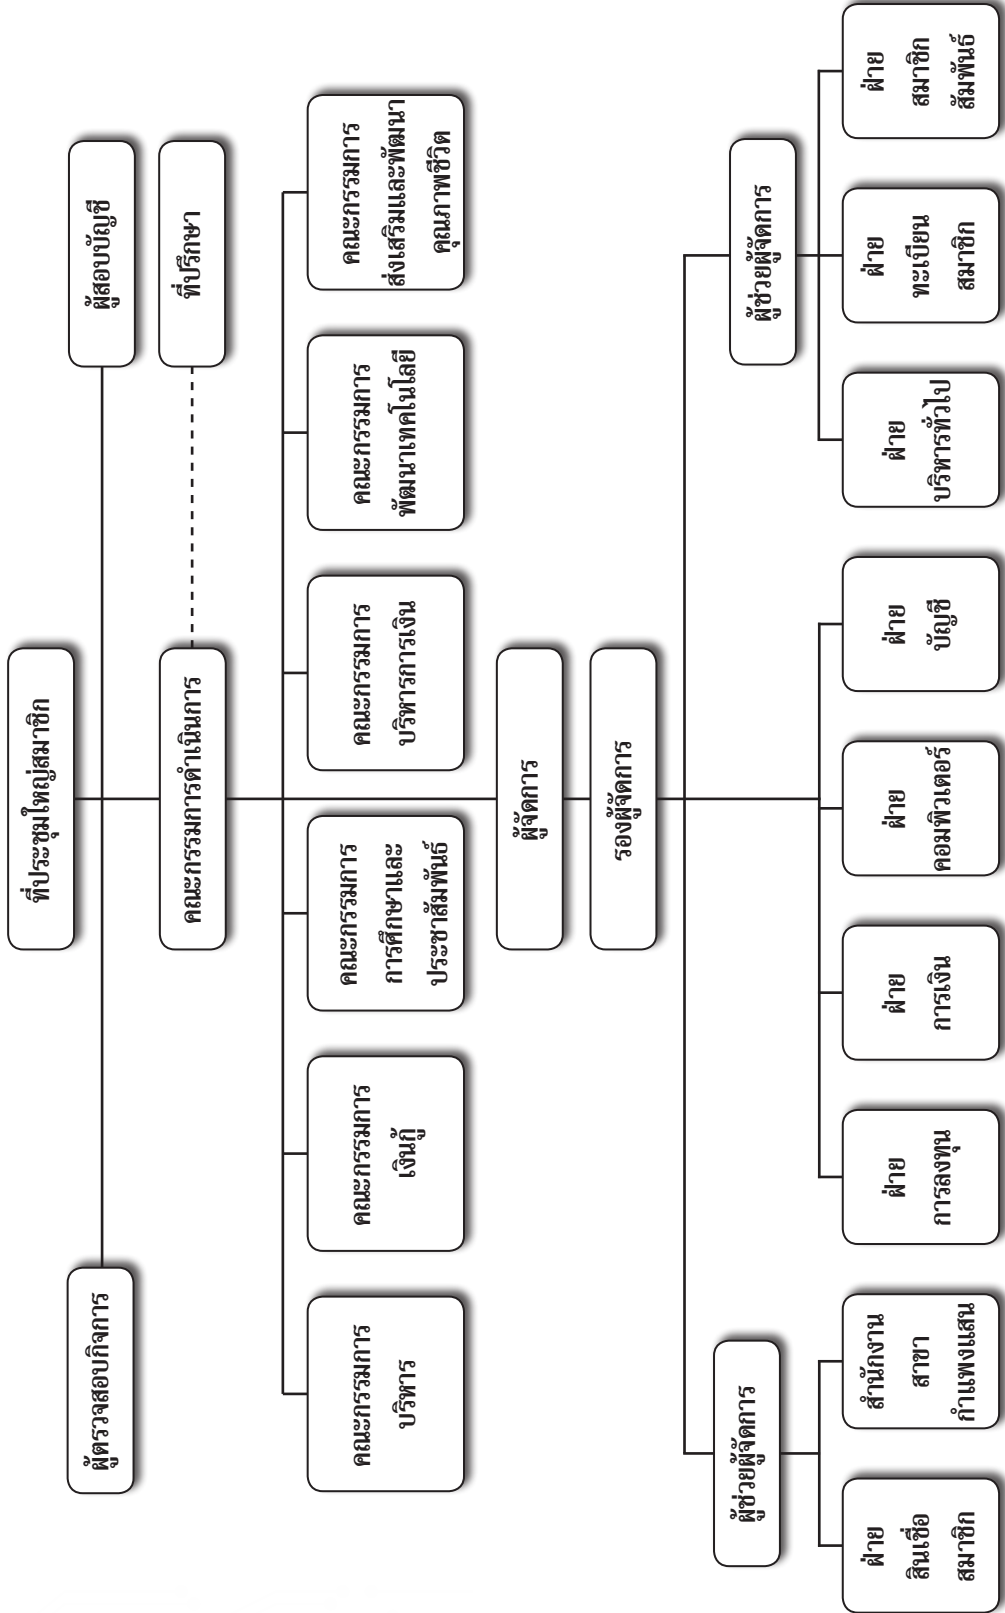 ที่ประชุมใหญ่สมาชิก
ผู้ตรวจสอบกิจการ
ผู้สอบบัญชี
คณะกรรมการดำเนินการ
ที่ปรึกษา
คณะกรรมการ
บริหาร
คณะกรรมการ
เงินกู้
คณะกรรมการ
การศึกษาและ
ประชาสัมพันธ์
คณะกรรมการ
บริหารการเงิน
คณะกรรมการ
พัฒนาเทคโนโลยี
คณะกรรมการ
ส่งเสริมและพัฒนา
คุณภาพชีวิต
ผู้จัดการ
รองผู้จัดการ
ผู้ช่วยผู้จัดการ
ผู้ช่วยผู้จัดการ
ฝ่าย
สินเชื่อ
สมาชิก
สำนักงาน
สาขา
กำแพงแสน
ฝ่าย
การลงทุน
ฝ่าย
การเงิน
ฝ่าย
คอมพิวเตอร์
ฝ่าย
บัญชี
ฝ่าย
บริหารทั่วไป
ฝ่าย
ทะเบียน
สมาชิก
ฝ่าย
สมาชิก
สัมพันธ์